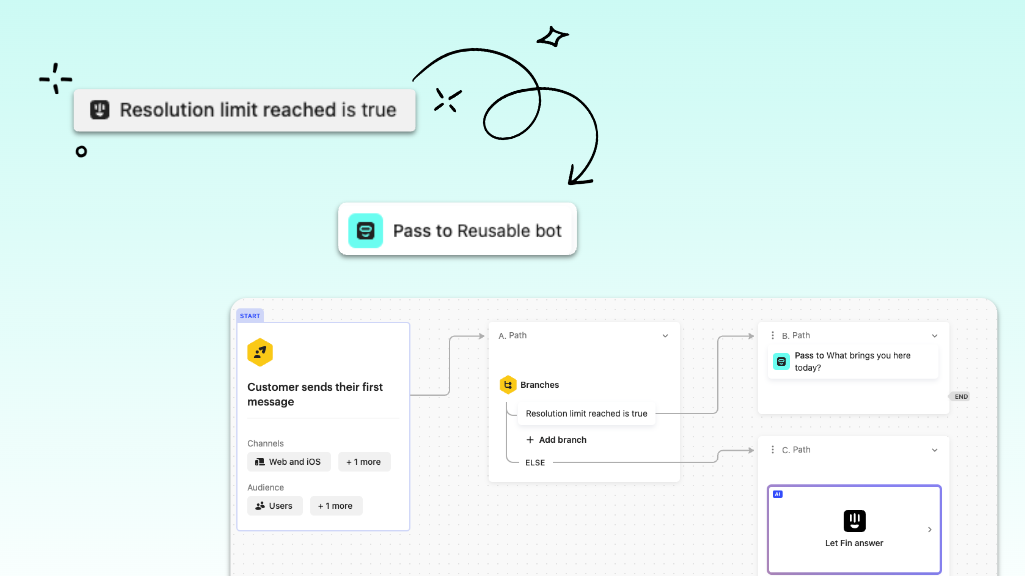 Resolution limit reached is true
Pass to Reusable bot
START
Customer sends their first
message
Channels
Web and iOS
+ 1 more
Audience
Users
+ 1 more
A. Path
Branches
Resolution limit reached is true
+ Add branch
ELSE
B. Path
Pass to What brings you here
today?
END
C. Path
AI
Let Fin answer